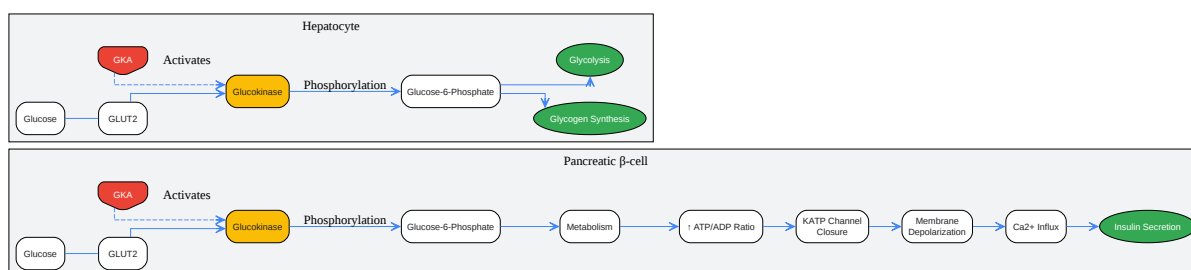 Hepatocyte
GKA
Activates
Glucokinase
Phosphorylation
Glucose-6-Phosphate
Glycolysis
Glucose
GLUT2
Glycogen Synthesis
Pancreatic β-cell
GKA
Activates
Glucokinase
Phosphorylation
Glucose-6-Phosphate
Metabolism
↑ ATP/ADP Ratio
KATP Channel
Closure
Membrane
Depolarization
Ca2+ Influx
Insulin Secretion
Glucose
GLUT2